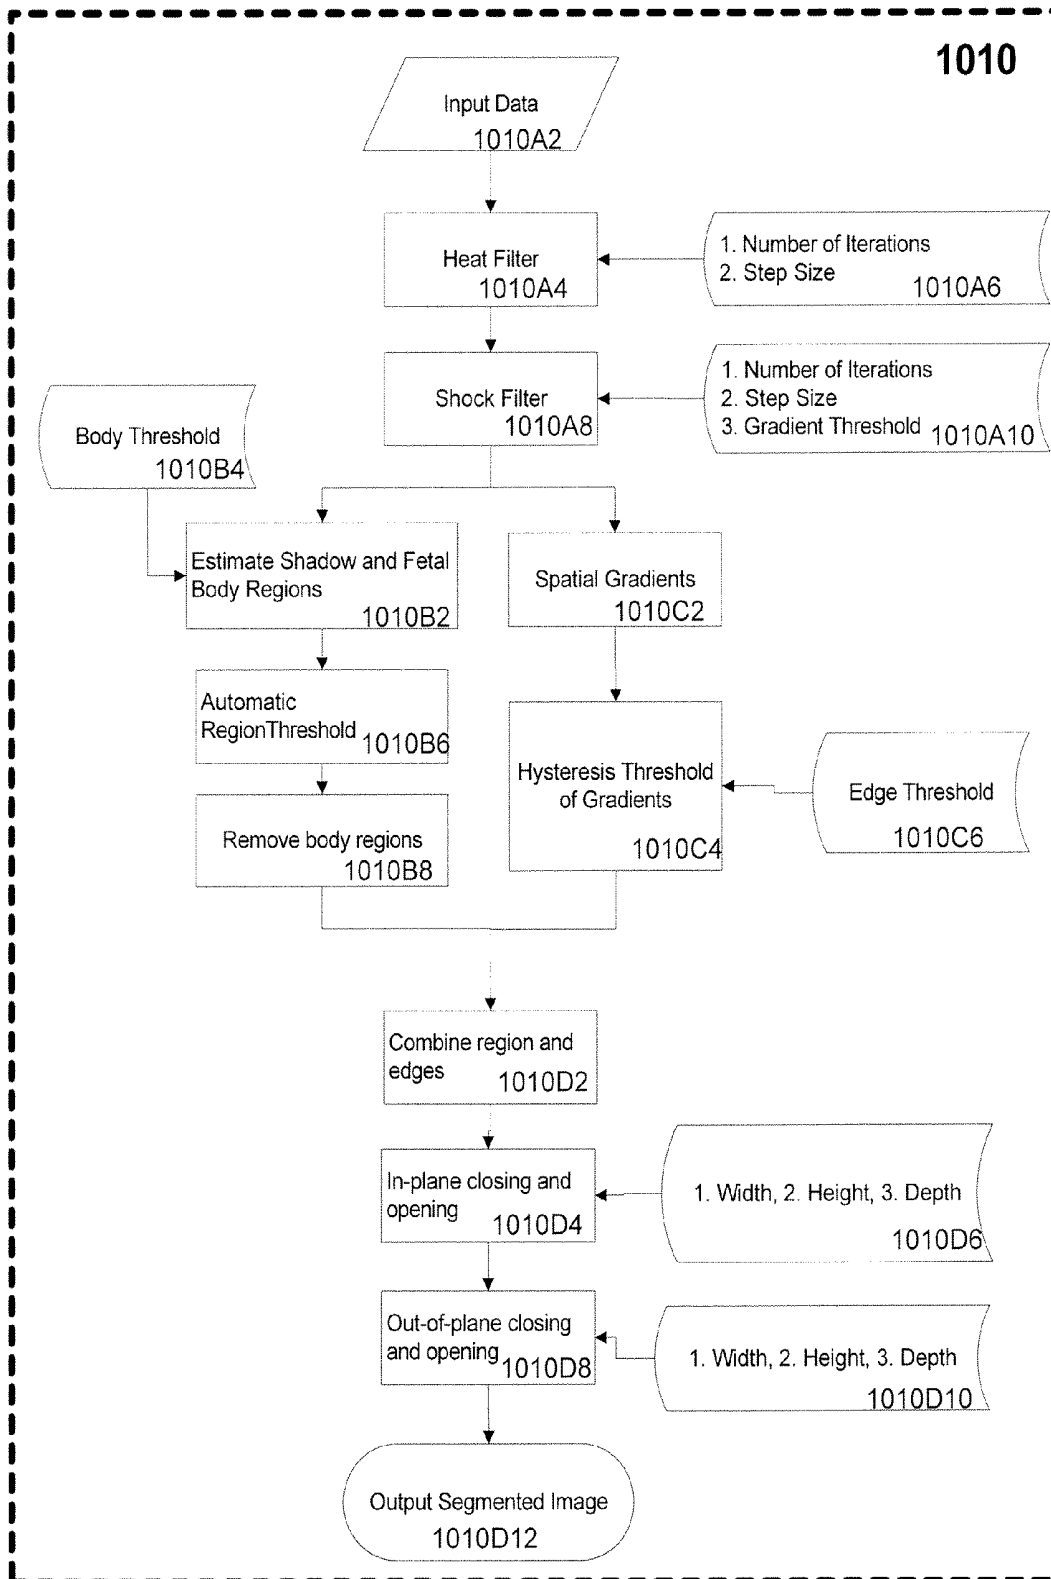 1010
Input Data
1010A2
Heat Filter
1010A4
1. Number of Iterations
2. Step Size
1010A6
Shock Filter
1010A8
1. Number of Iterations
2. Step Size
3. Gradient Threshold 1010A10
Body Threshold
1010B4
Estimate Shadow and Fetal
Body Regions
1010B2
Spatial Gradients
1010C2
Automatic
RegionThreshold
1010B6
Hysteresis Threshold
of Gradients
1010C4
Edge Threshold
1010C6
Remove body regions
1010B8
Combine region and
edges
1010D2
In-plane closing and
opening
1010D4
1. Width, 2. Height, 3. Depth
1010D6
Out-of-plane closing
and opening
1010D8
1. Width, 2. Height, 3. Depth
1010D10
Output Segmented Image
1010D12